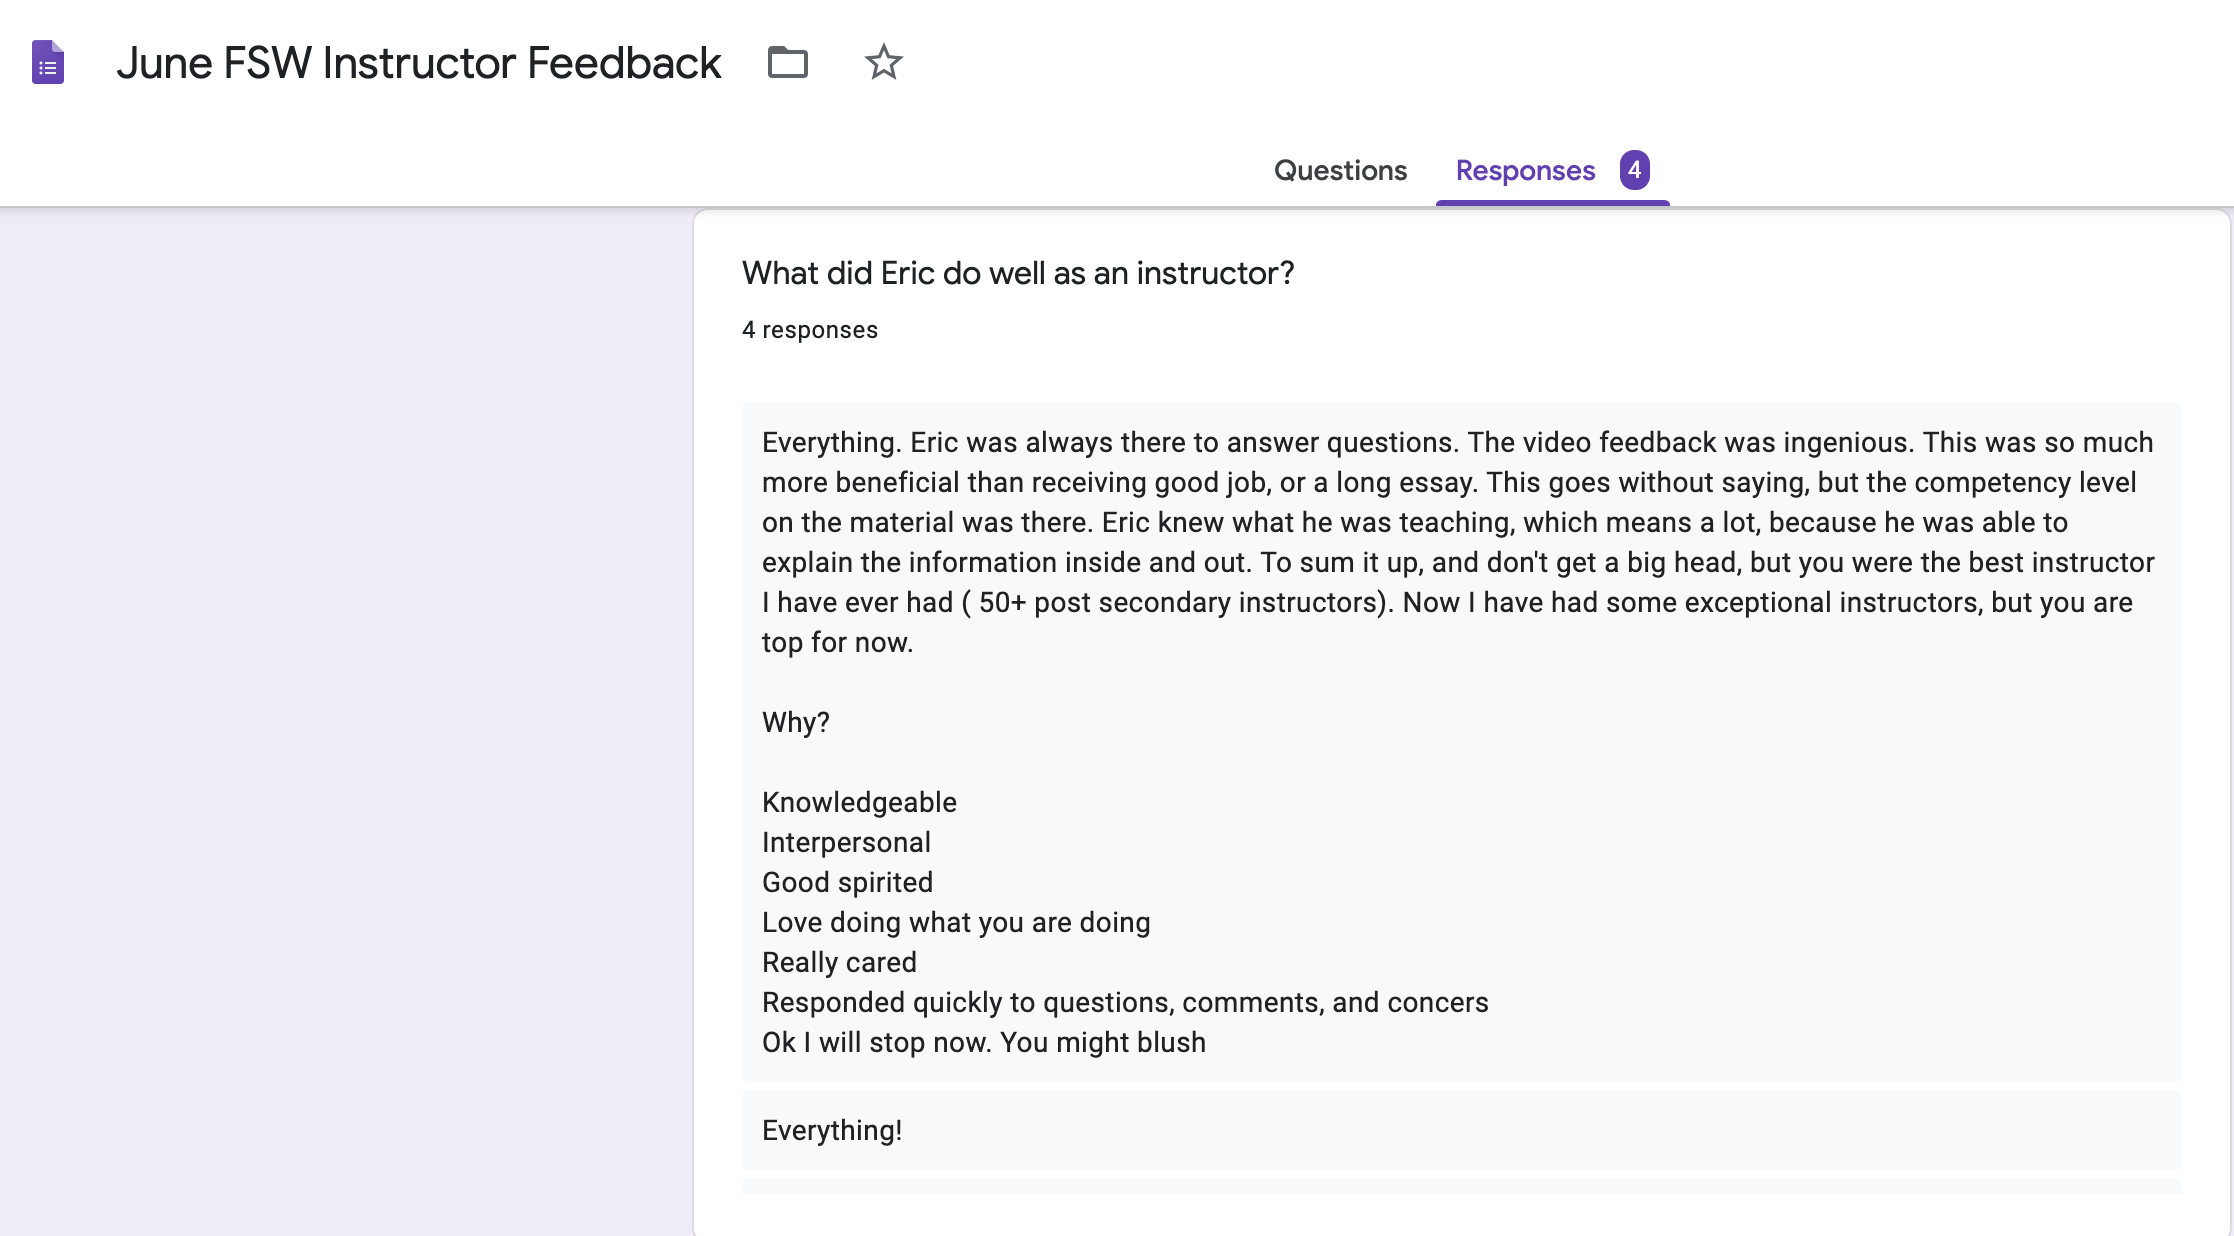 June FSW Instructor Feedback
Questions
Responses 4
What did Eric do well as an instructor?
4 responses
Everything. Eric was always there to answer questions. The video feedback was ingenious. This was so much
more beneficial than receiving good job, or a long essay. This goes without saying, but the competency level
on the material was there. Eric knew what he was teaching, which means a lot, because he was able to
explain the information inside and out. To sum it up, and don't get a big head, but you were the best instructor
I have ever had ( 50+ post secondary instructors). Now I have had some exceptional instructors, but you are
top for now.
Why?
Knowledgeable
Interpersonal
Good spirited
Love doing what you are doing
Really cared
Responded quickly to questions, comments, and concers
Ok I will stop now. You might blush
Everything!